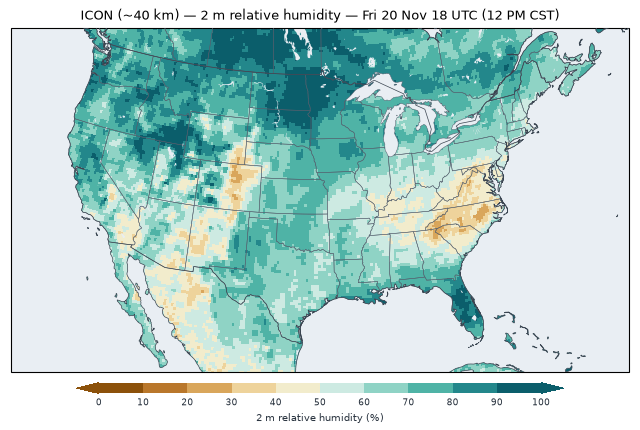 ICON (~40 km) — 2 m relative humidity — Fri 20 Nov 18 UTC (12 PM CST)
0 10 20 30 40 50 60 70 80 90 100
2 m relative humidity (%)